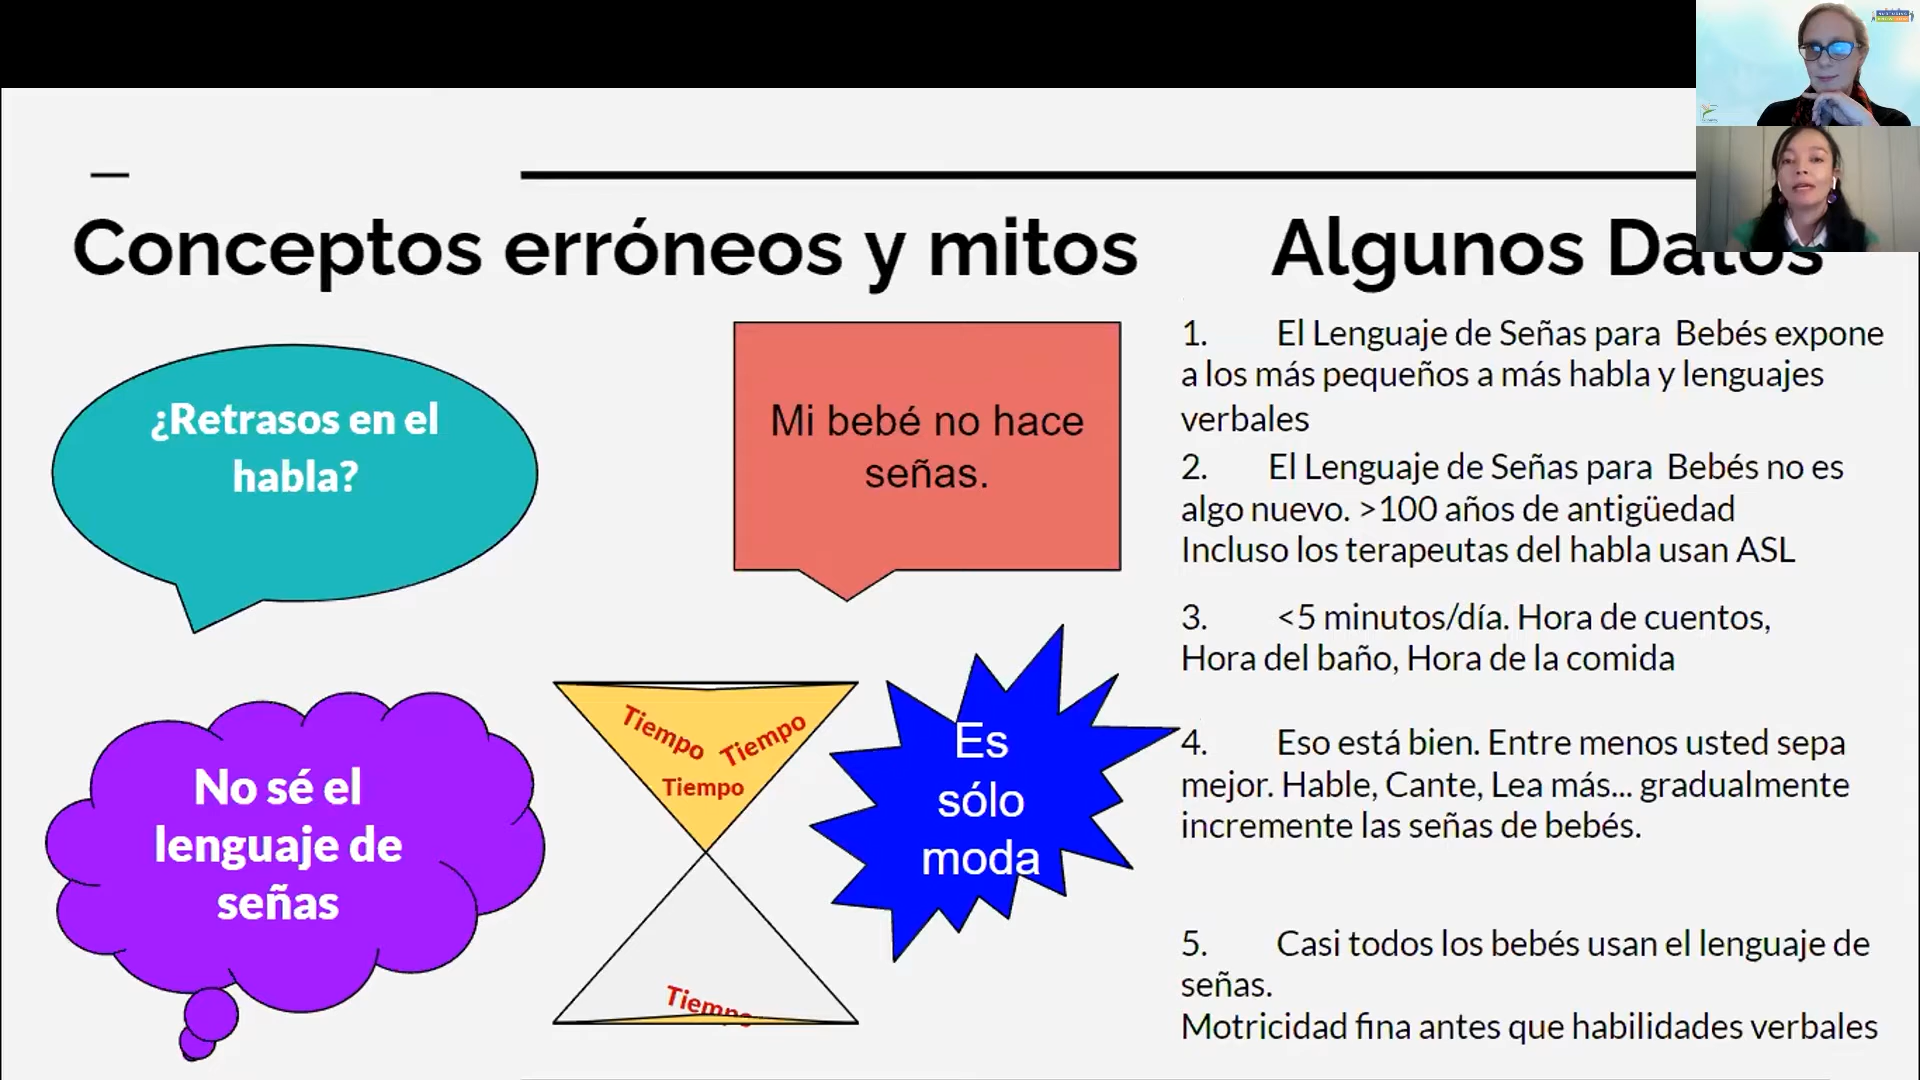 Conceptos erróneos y mitos
¿Retrasos en el
habla?
Mi bebé no hace
señas.
No sé el
lenguaje de
señas
Tiempo
Tiempo
Tiempo
Tiempo
Es
sólo
moda
Algunos Datos
1. El Lenguaje de Señas para Bebés expone
a los más pequeños a más habla y lenguajes
verbales
2. El Lenguaje de Señas para Bebés no es
algo nuevo. >100 años de antigüedad
Incluso los terapeutas del habla usan ASL
3. <5 minutos/día. Hora de cuentos,
Hora del baño, Hora de la comida
4. Eso está bien. Entre menos usted sepa
mejor. Hable, Cante, Lea más... gradualmente
incremente las señas de bebés.
5. Casi todos los bebés usan el lenguaje de
señas.
Motricidad fina antes que habilidades verbales